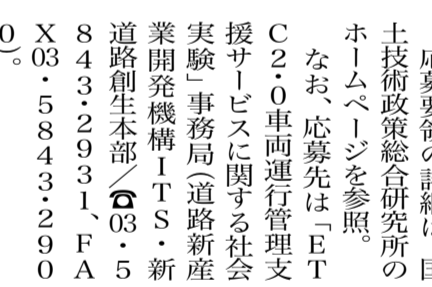 応募要領の詳細は、国
土技術政策総合研究所の
ホームページを参照。
なお、応募先は「ET
C2・0車両運行管理支
援サービスに関する社会
実験」事務局(道路新産
業開発機構ITS・新
道路創生本部/☎03・5
843・2931、FA
X03・5843・290
0)。